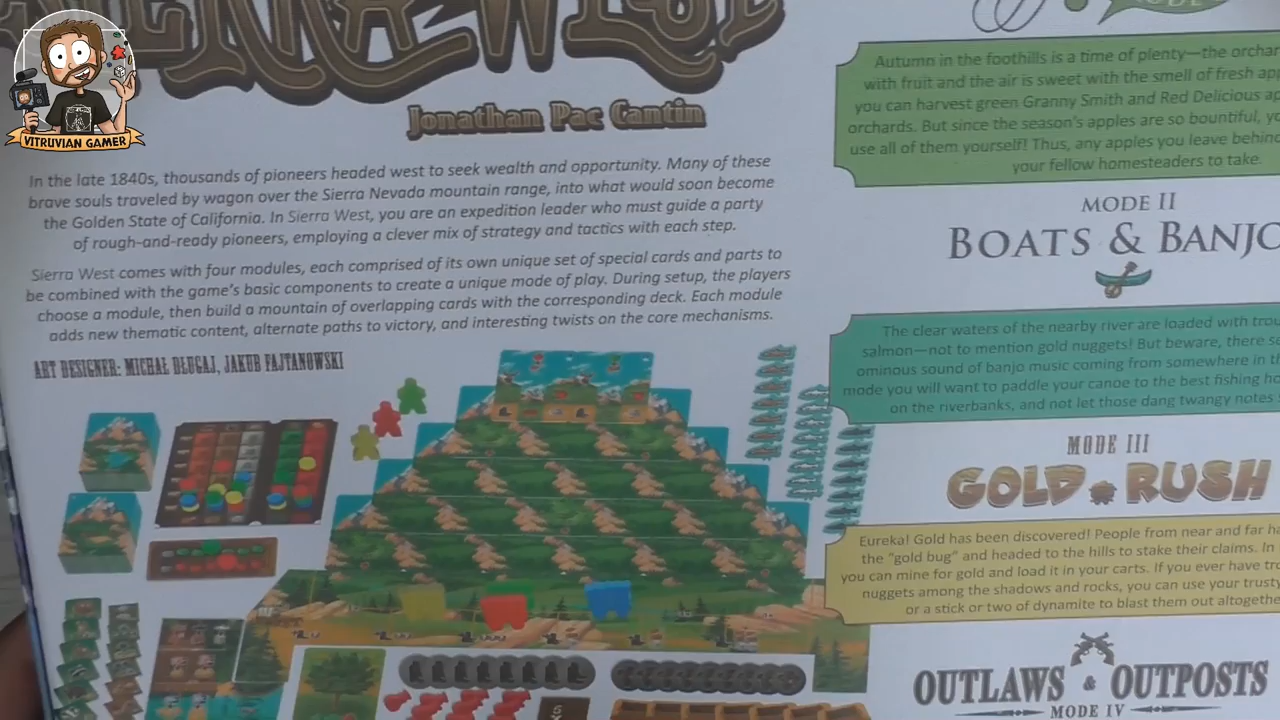 SIERRA WEST
Jonathan Pac Cantin
In the late 1840s, thousands of pioneers headed west to seek wealth and opportunity. Many of these
brave souls traveled by wagon over the Sierra Nevada mountain range, into what would soon become
the Golden State of California. In Sierra West, you are an expedition leader who must guide a party
of rough-and-ready pioneers, employing a clever mix of strategy and tactics with each step.
Sierra West comes with four modules, each comprised of its own unique set of special cards and parts to
be combined with the game's basic components to create a unique mode of play. During setup, the players
choose a module, then build a mountain of overlapping cards with the corresponding deck. Each module
adds new thematic content, alternate paths to victory, and interesting twists on the core mechanisms.
ART DESIGNER: MICHAŁ DŁUGAJ, JAKUB FAJTANOWSKI
Autumn in the foothills is a time of plenty—the
with fruit and the air is sweet with the smell of fresh
you can harvest green Granny Smith and Red Delicious
orchards. But since the season's apples are so bountiful,
use all of them yourself! Thus, any apples you leave
your fellow homesteaders to take.
MODE II
BOATS &
The clear waters of the nearby river are loaded with
salmon—not to mention gold nuggets! But beware, there
ominous sound of banjo music coming from somewhere in
mode you will want to paddle your canoe to the best fishing
on the riverbanks, and not let those dang twangy notes
MODE III
GOLD RUSH
Eureka! Gold has been discovered! People from near and far
the "gold bug" and headed to the hills to stake their claims. In
you can mine for gold and load it in your carts. If you ever have
nuggets among the shadows and rocks, you can use your trusty
or a stick or two of dynamite to blast them out
OUTLAWS & OUTPOSTS
MODE IV
VITRUVIAN GAMER